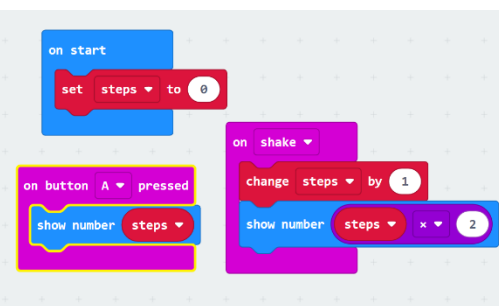 on start
set steps to 0
on shake
change steps by 1
show number steps × 2
on button A pressed
show number steps